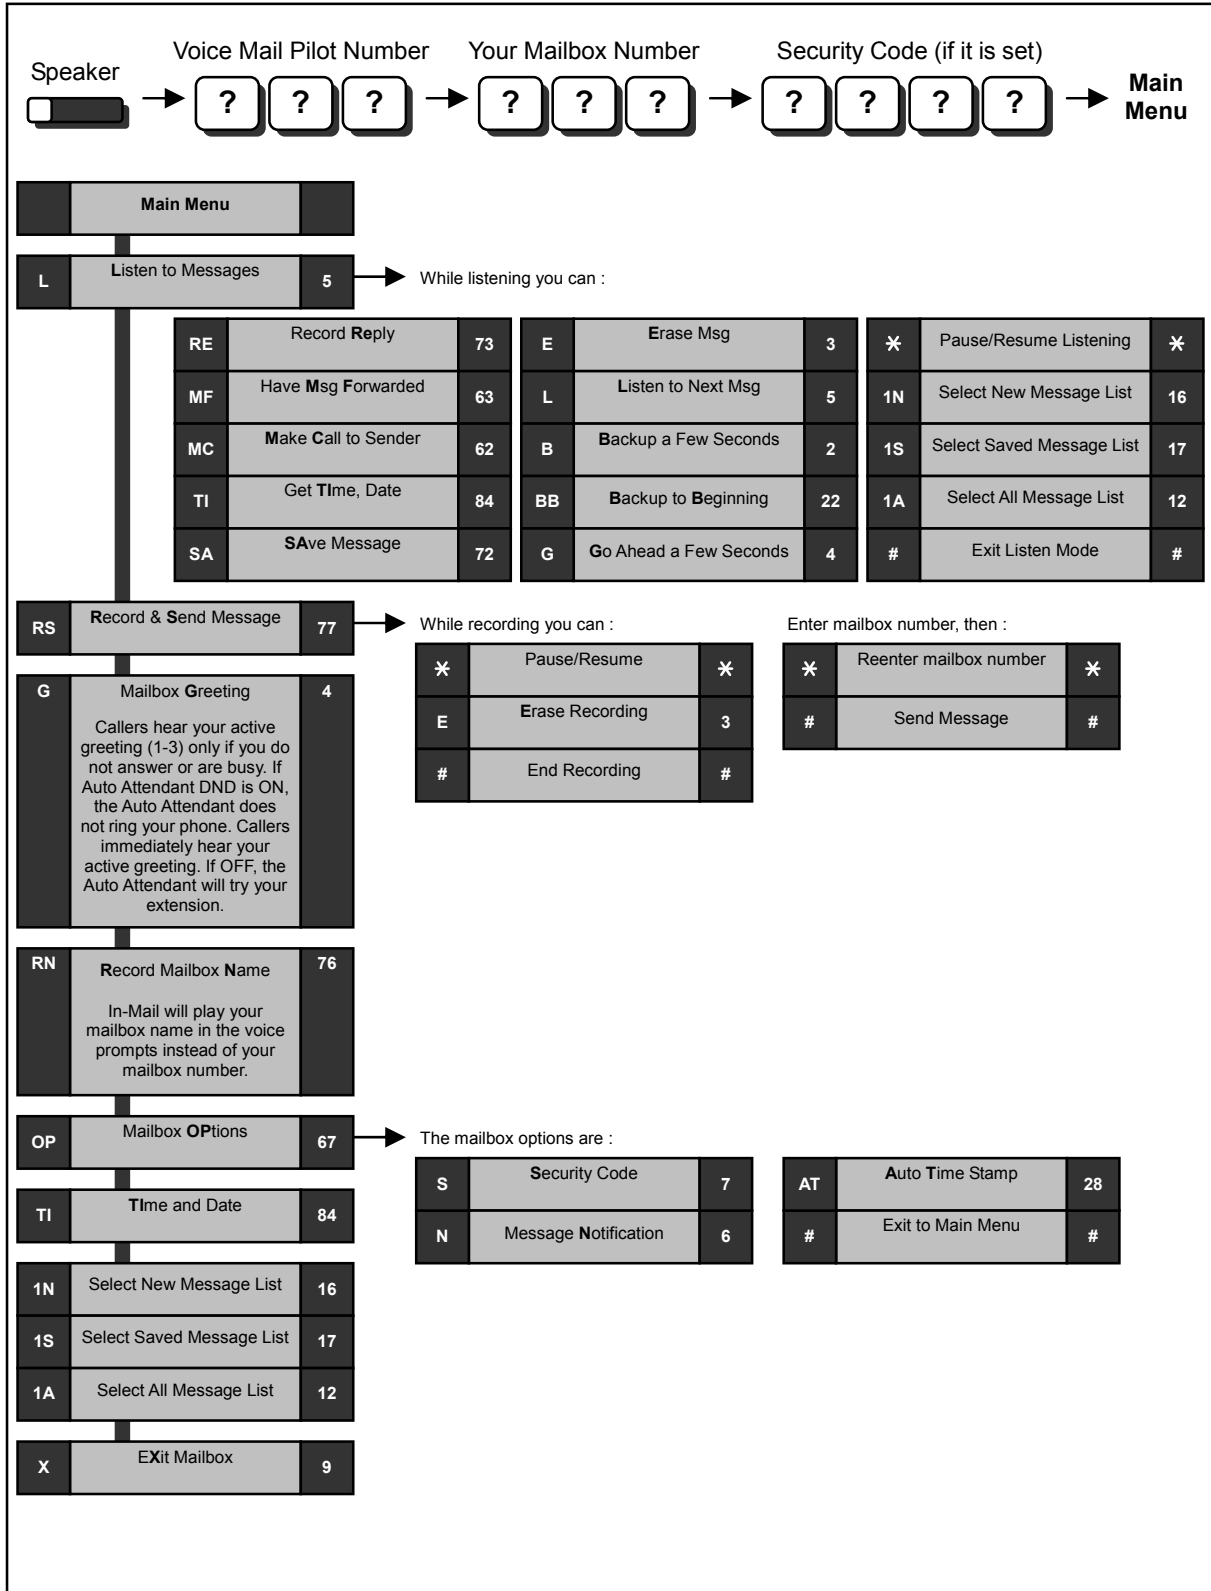 Voice Mail Pilot Number
Your Mailbox Number
Security Code (if it is set)
Speaker
? ? ?
? ? ?
? ? ? ?
Main
Menu
Main Menu
L Listen to Messages 5
While listening you can :
RE Record Reply 73
E Erase Msg 3
* Pause/Resume Listening *
MF Have Msg Forwarded 63
L Listen to Next Msg 5
1N Select New Message List 16
MC Make Call to Sender 62
B Backup a Few Seconds 2
1S Select Saved Message List 17
TI Get TIme, Date 84
BB Backup to Beginning 22
1A Select All Message List 12
SA SAve Message 72
G Go Ahead a Few Seconds 4
# Exit Listen Mode #
RS Record & Send Message 77
While recording you can :
Enter mailbox number, then :
* Pause/Resume *
* Reenter mailbox number *
E Erase Recording 3
# Send Message #
# End Recording #
G Mailbox Greeting 4
Callers hear your active
greeting (1-3) only if you do
not answer or are busy. If
Auto Attendant DND is ON,
the Auto Attendant does
not ring your phone. Callers
immediately hear your
active greeting. If OFF, the
Auto Attendant will try your
extension.
RN Record Mailbox Name 76
In-Mail will play your
mailbox name in the voice
prompts instead of your
mailbox number.
OP Mailbox OPtions 67
The mailbox options are :
S Security Code 7
AT Auto Time Stamp 28
N Message Notification 6
# Exit to Main Menu #
TI TIme and Date 84
1N Select New Message List 16
1S Select Saved Message List 17
1A Select All Message List 12
X EXit Mailbox 9